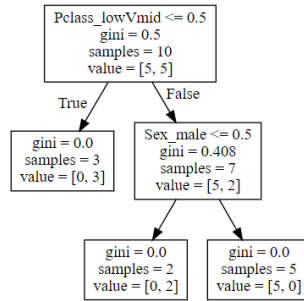 Pclass_lowVmid <= 0.5
gini = 0.5
samples = 10
value = [5, 5]
True
False
gini = 0.0
samples = 3
value = [0, 3]
Sex_male <= 0.5
gini = 0.408
samples = 7
value = [5, 2]
gini = 0.0
samples = 2
value = [0, 2]
gini = 0.0
samples = 5
value = [5, 0]